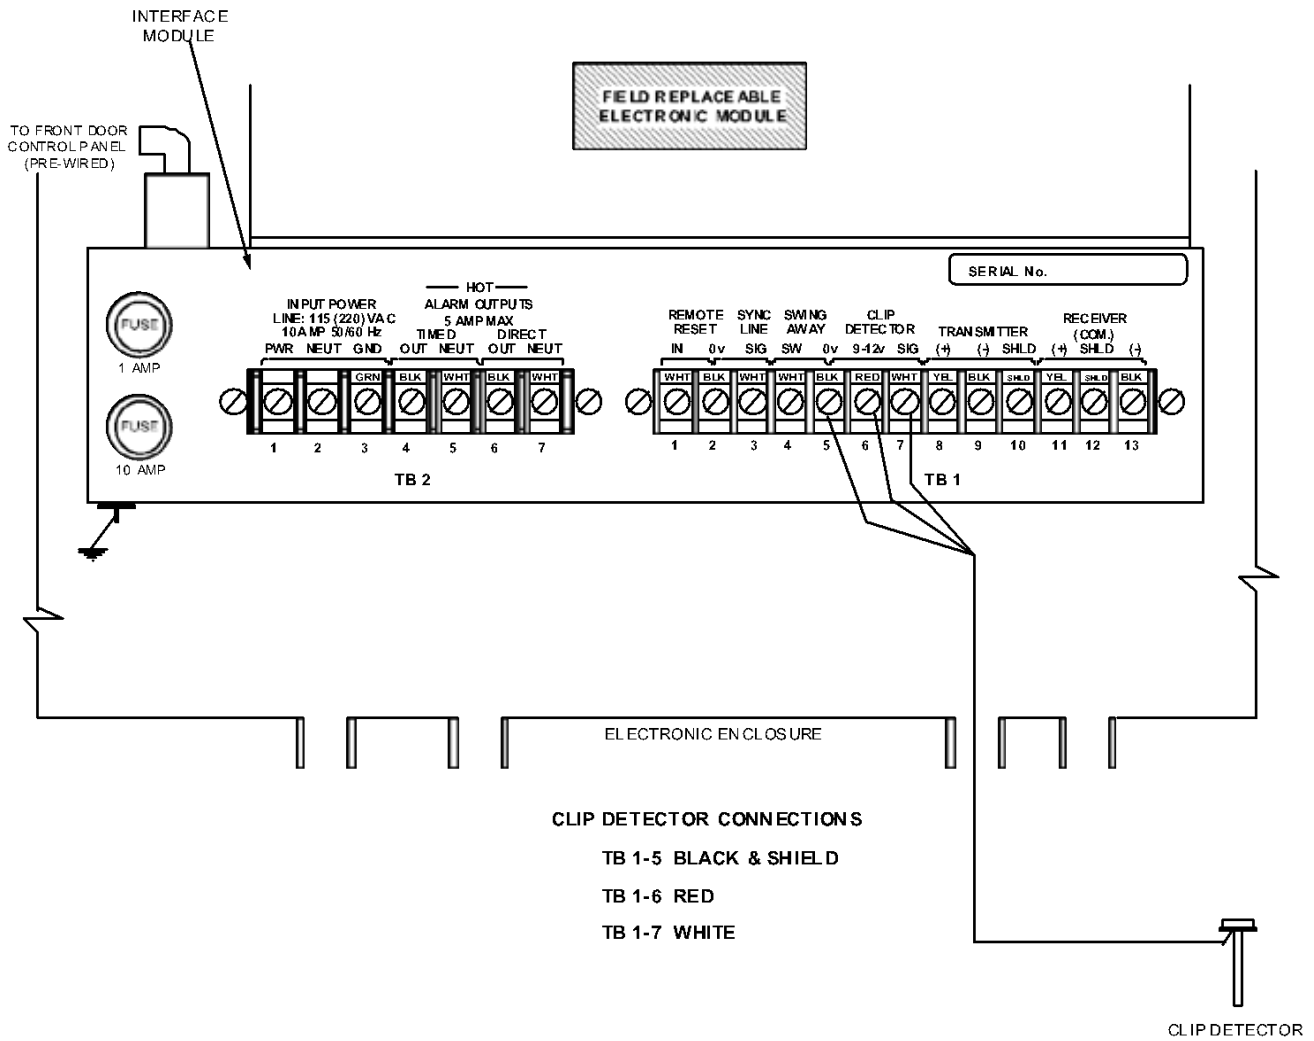 INTERFACE
MODULE
FIELD REPLACEABLE
ELECTRONIC MODULE
TO FRONT DOOR
CONTROL PANEL
(PRE-WIRED)
SERIAL No.
FUSE
1 AMP
FUSE
10 AMP
HOT
INPUT POWER
LINE: 115 (220) VAC
10 AMP 50/60 Hz
ALARM OUTPUTS
5 AMP MAX
TIMED DIRECT
PWR NEUT GND OUT NEUT OUT NEUT
GRN BLK WHT BLK WHT
1 2 3 4 5 6 7
TB 2
REMOTE
RESET
SYNC
LINE
SWING
AWAY
CLIP
DETECTOR
TRANSMITTER
RECEIVER
(COM.)
IN 0v SIG SW 0v 9-12v SIG (+) (-) SHLD (+) SHLD (-)
WHT BLK WHT WHT BLK RED WHT YEL BLK SHLD YEL SHLD BLK
1 2 3 4 5 6 7 8 9 10 11 12 13
TB 1
ELECTRONIC ENCLOSURE
CLIP DETECTOR CONNECTIONS
TB 1-5 BLACK & SHIELD
TB 1-6 RED
TB 1-7 WHITE
CLIP DETECTOR